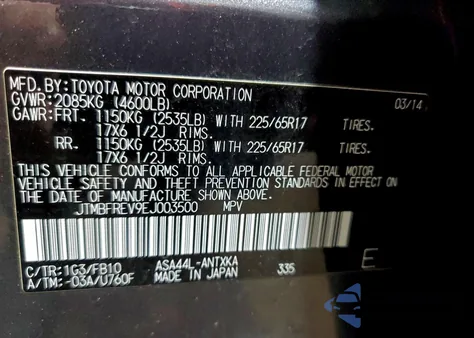 MFD.BY:TOYOTA MOTOR CORPORATION 03/14
GVWR:2085KG (4600LB)
GAWR:FRT. 1150KG (2535LB) WITH 225/65R17 TIRES.
17X6 1/2J RIMS.
RR. 1150KG (2535LB) WITH 225/65R17 TIRES.
17X6 1/2J RIMS.
THIS VEHICLE CONFORMS TO ALL APPLICABLE FEDERAL MOTOR
VEHICLE SAFETY AND THEFT PREVENTION STANDARDS IN EFFECT ON
THE DATE OF MANUFACTURE SHOWN ABOVE.
JTMBFREV9EJ003500 MPV
C/TR:1G3/FB10 ASA44L-ANTXKA
A/TM:-03A/U760F MADE IN JAPAN 335 E